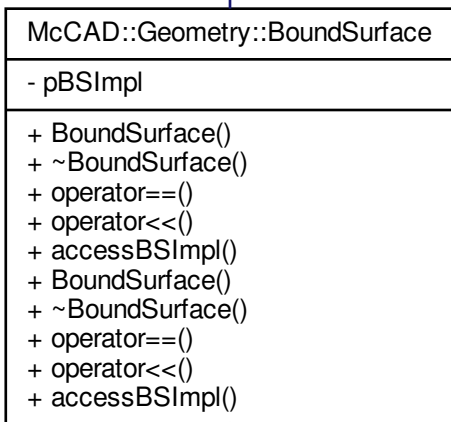 McCAD::Geometry::BoundSurface
- pBSImpl
+ BoundSurface()
+ ~BoundSurface()
+ operator==()
+ operator<<()
+ accessBSImpl()
+ BoundSurface()
+ ~BoundSurface()
+ operator==()
+ operator<<()
+ accessBSImpl()